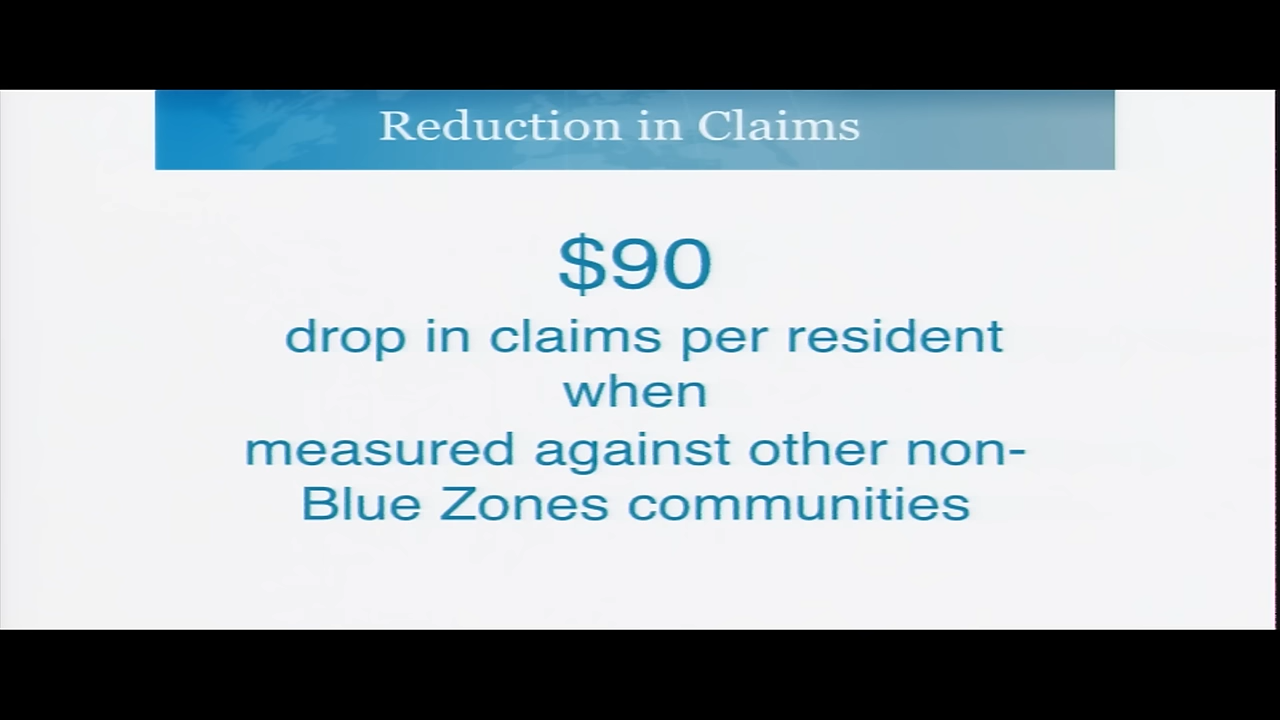 Reduction in Claims
$90
drop in claims per resident
when
measured against other non-
Blue Zones communities